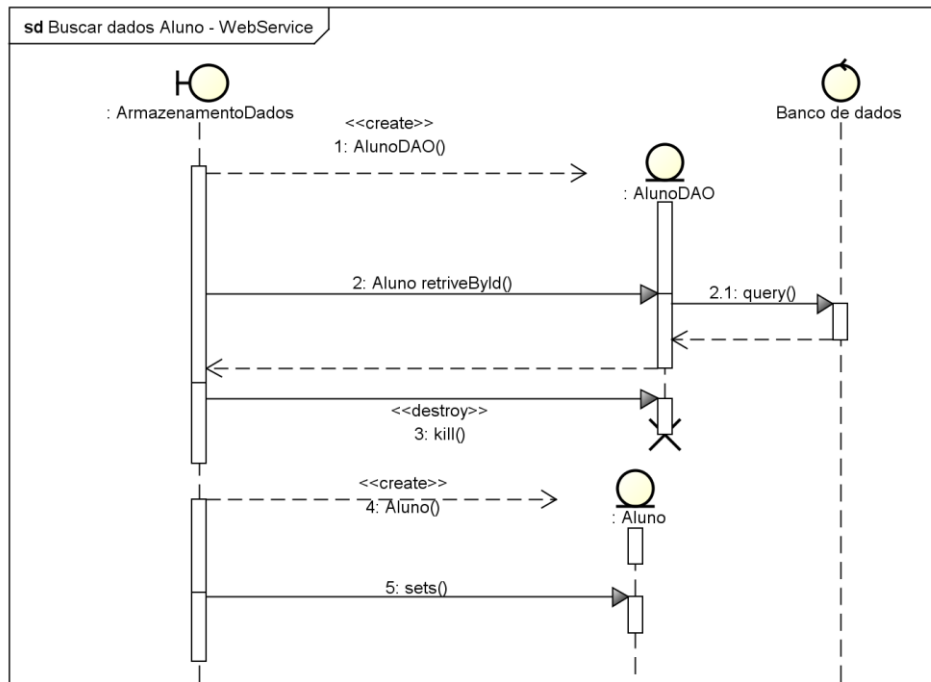 sd Buscar dados Aluno - WebService
: ArmazenamentoDados
Banco de dados
<<create>>
1: AlunoDAO()
: AlunoDAO
2: Aluno retriveById()
2.1: query()
<<destroy>>
3: kill()
<<create>>
4: Aluno()
: Aluno
5: sets()